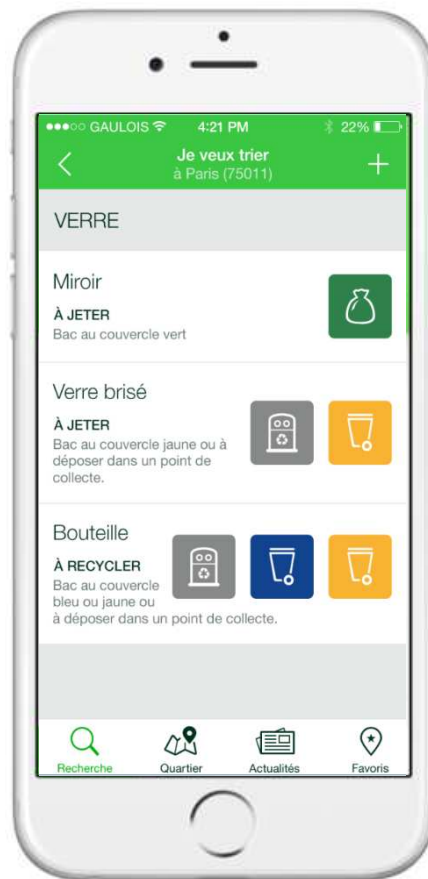 GAULOIS 4:21 PM 22%
Je veux trier
à Paris (75011)
VERRE
Miroir
À JETER
Bac au couvercle vert
Verre brisé
À JETER
Bac au couvercle jaune ou à
déposer dans un point de
collecte.
Bouteille
À RECYCLER
Bac au couvercle
bleu ou jaune ou
à déposer dans un point de collecte.
Recherche Quartier Actualités Favoris